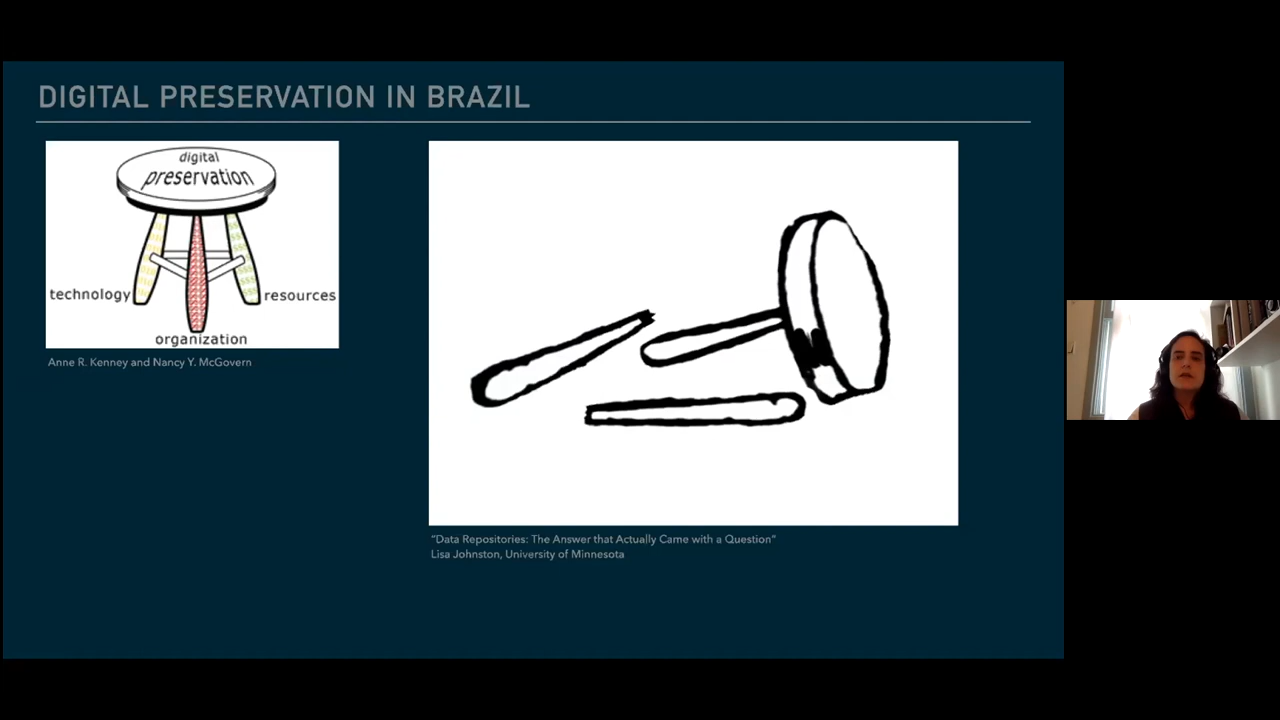 DIGITAL PRESERVATION IN BRAZIL
digital
preservation
technology
resources
organization
Anne R. Kenney and Nancy Y. McGovern
“Data Repositories: The Answer that Actually Came with a Question”
Lisa Johnston, University of Minnesota